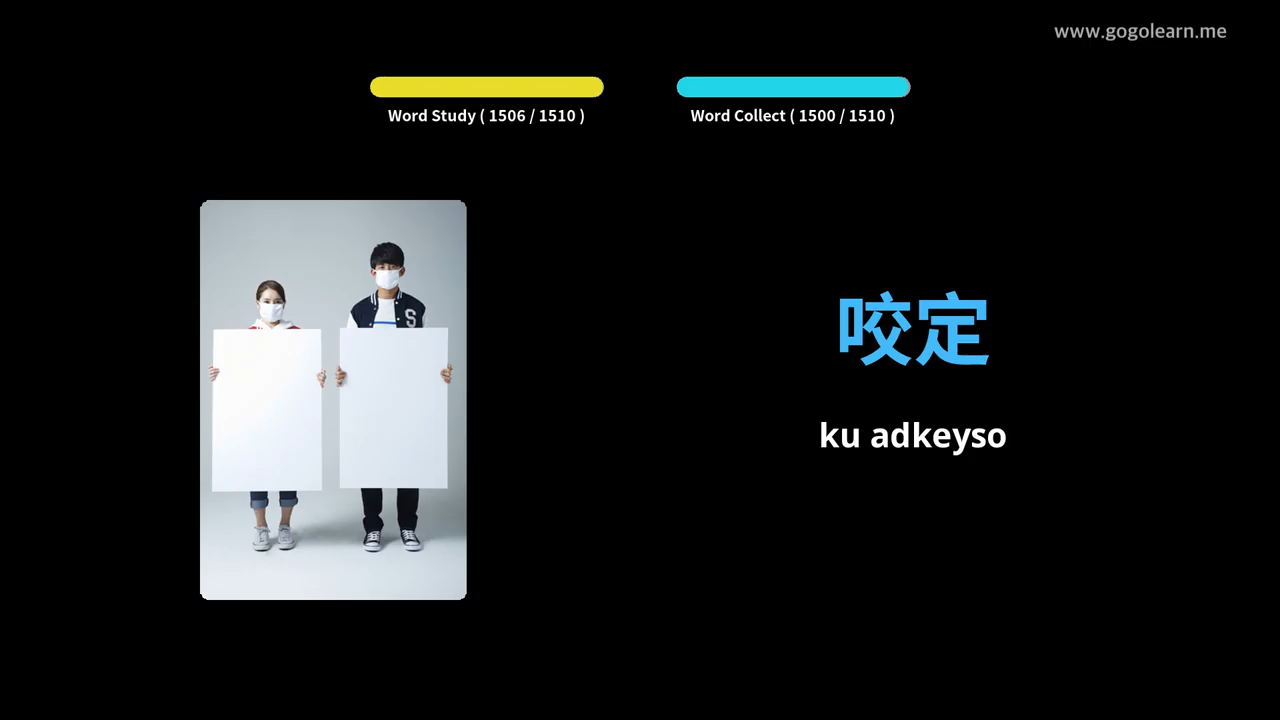 www.gogolearn.me
Word Study ( 1506 / 1510 )
Word Collect ( 1500 / 1510 )
S
咬定
ku adkeyso